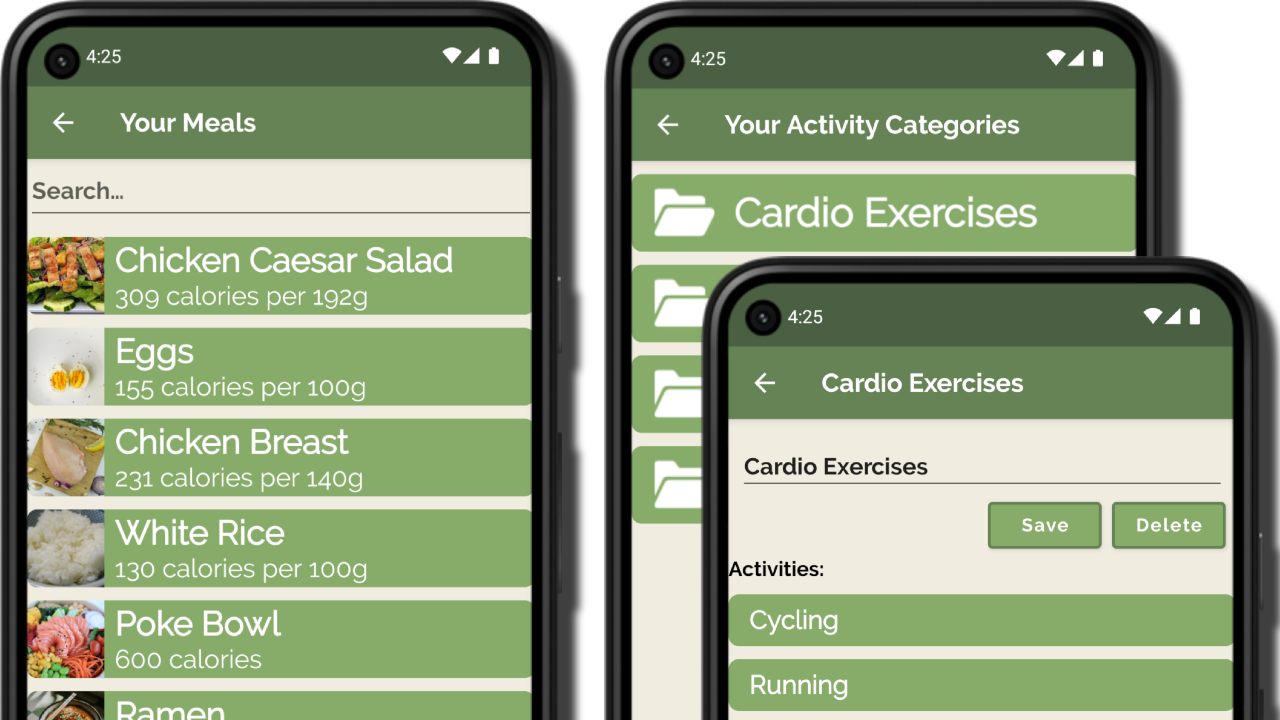 4:25
Your Meals
Search...
Chicken Caesar Salad
309 calories per 192g
Eggs
155 calories per 100g
Chicken Breast
231 calories per 140g
White Rice
130 calories per 100g
Poke Bowl
600 calories
Ramen
4:25
Your Activity Categories
Cardio Exercises
4:25
Cardio Exercises
Cardio Exercises
Save Delete
Activities:
Cycling
Running